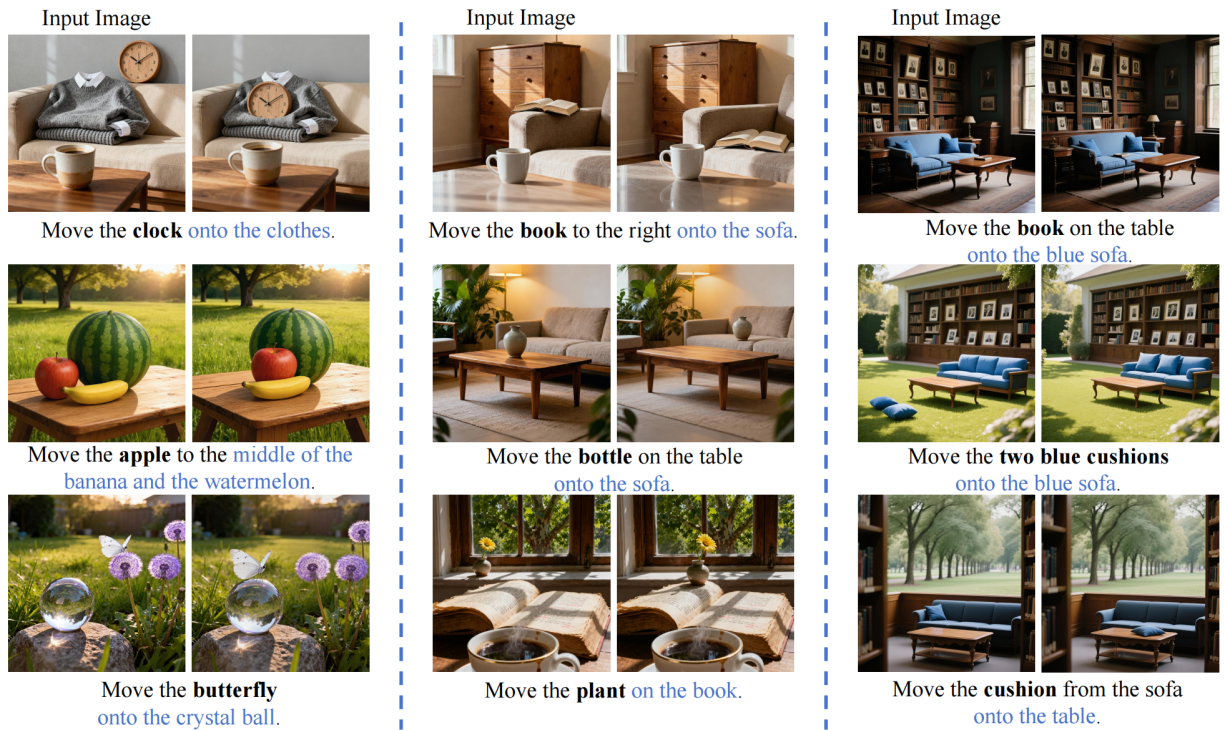 Input Image
Move the clock onto the clothes.
Move the apple to the middle of the
banana and the watermelon.
Move the butterfly
onto the crystal ball.
Input Image
Move the book to the right onto the sofa.
Move the bottle on the table
onto the sofa.
Move the plant on the book.
Input Image
Move the book on the table
onto the blue sofa.
Move the two blue cushions
onto the blue sofa.
Move the cushion from the sofa
onto the table.